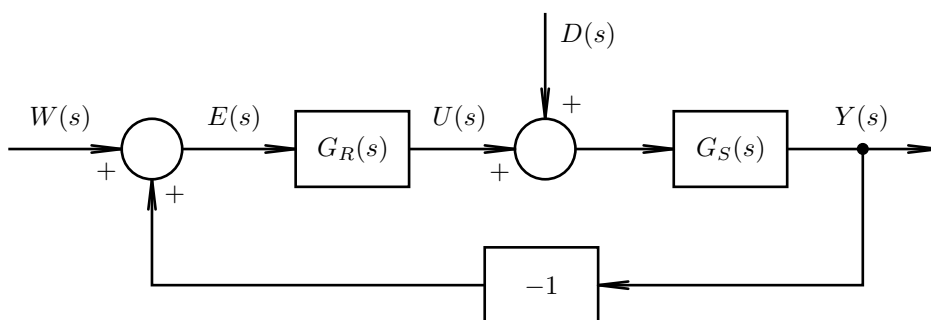 D(s)
+
W(s) E(s) G_R(s) U(s) G_S(s) Y(s)
+ +
+
−1